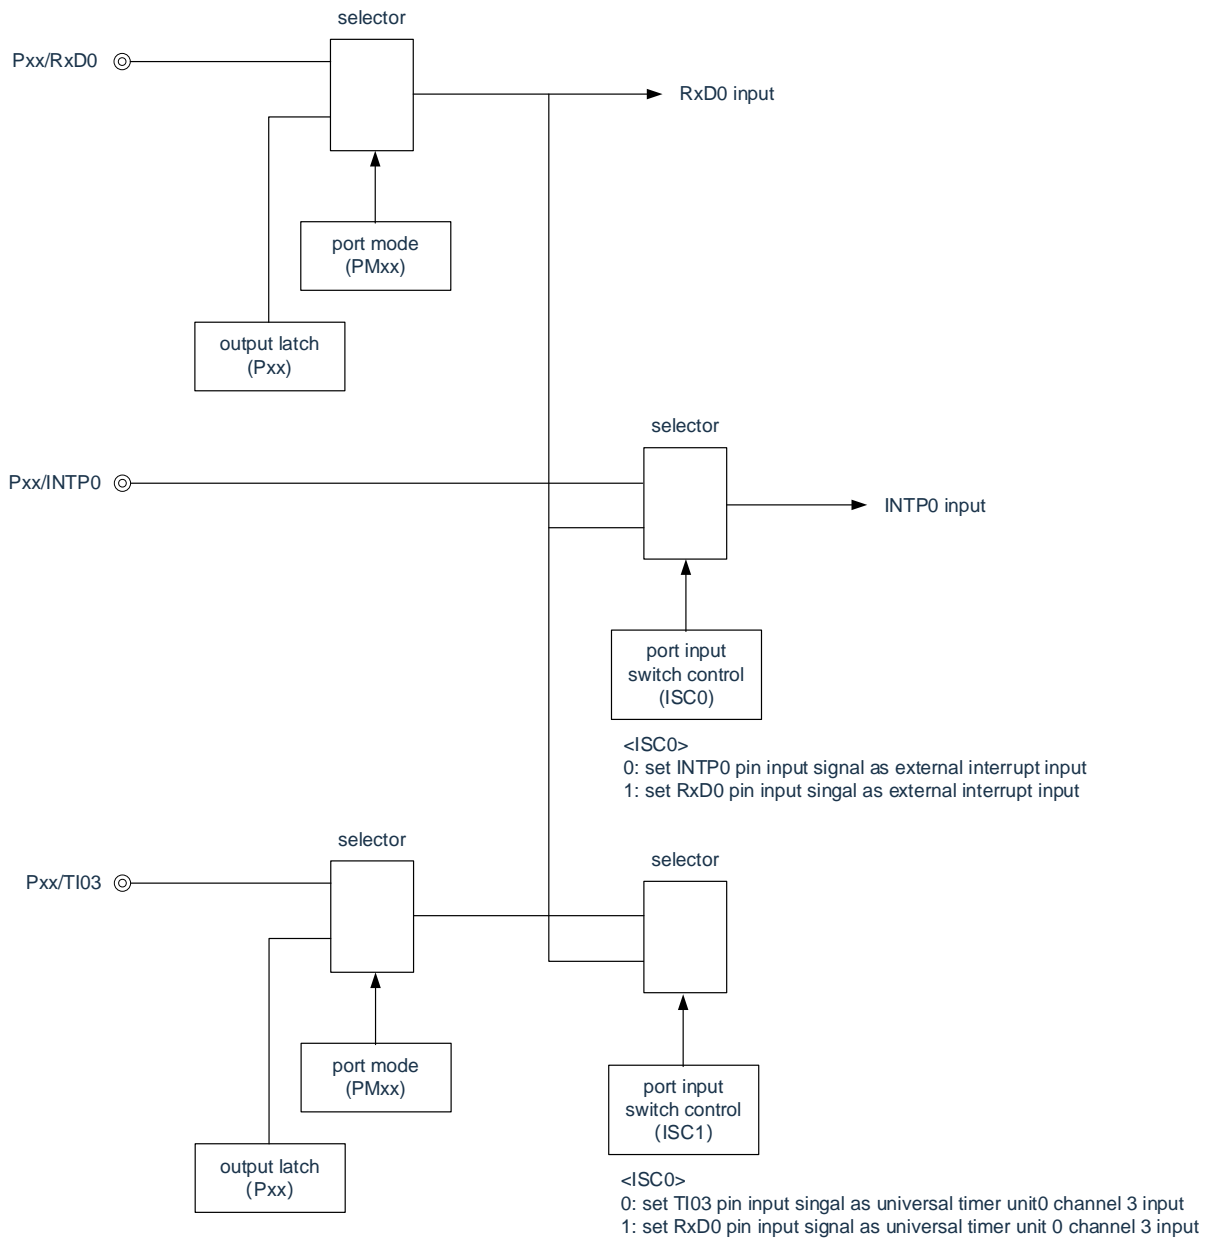 selector
Pxx/RxD0
RxD0 input
port mode
(PMxx)
output latch
(Pxx)
selector
Pxx/INTP0
INTP0 input
port input
switch control
(ISC0)
<ISC0>
0: set INTP0 pin input signal as external interrupt input
1: set RxD0 pin input singal as external interrupt input
selector
selector
Pxx/TI03
port mode
(PMxx)
port input
switch control
(ISC1)
output latch
(Pxx)
<ISC0>
0: set TI03 pin input singal as universal timer unit0 channel 3 input
1: set RxD0 pin input signal as universal timer unit 0 channel 3 input